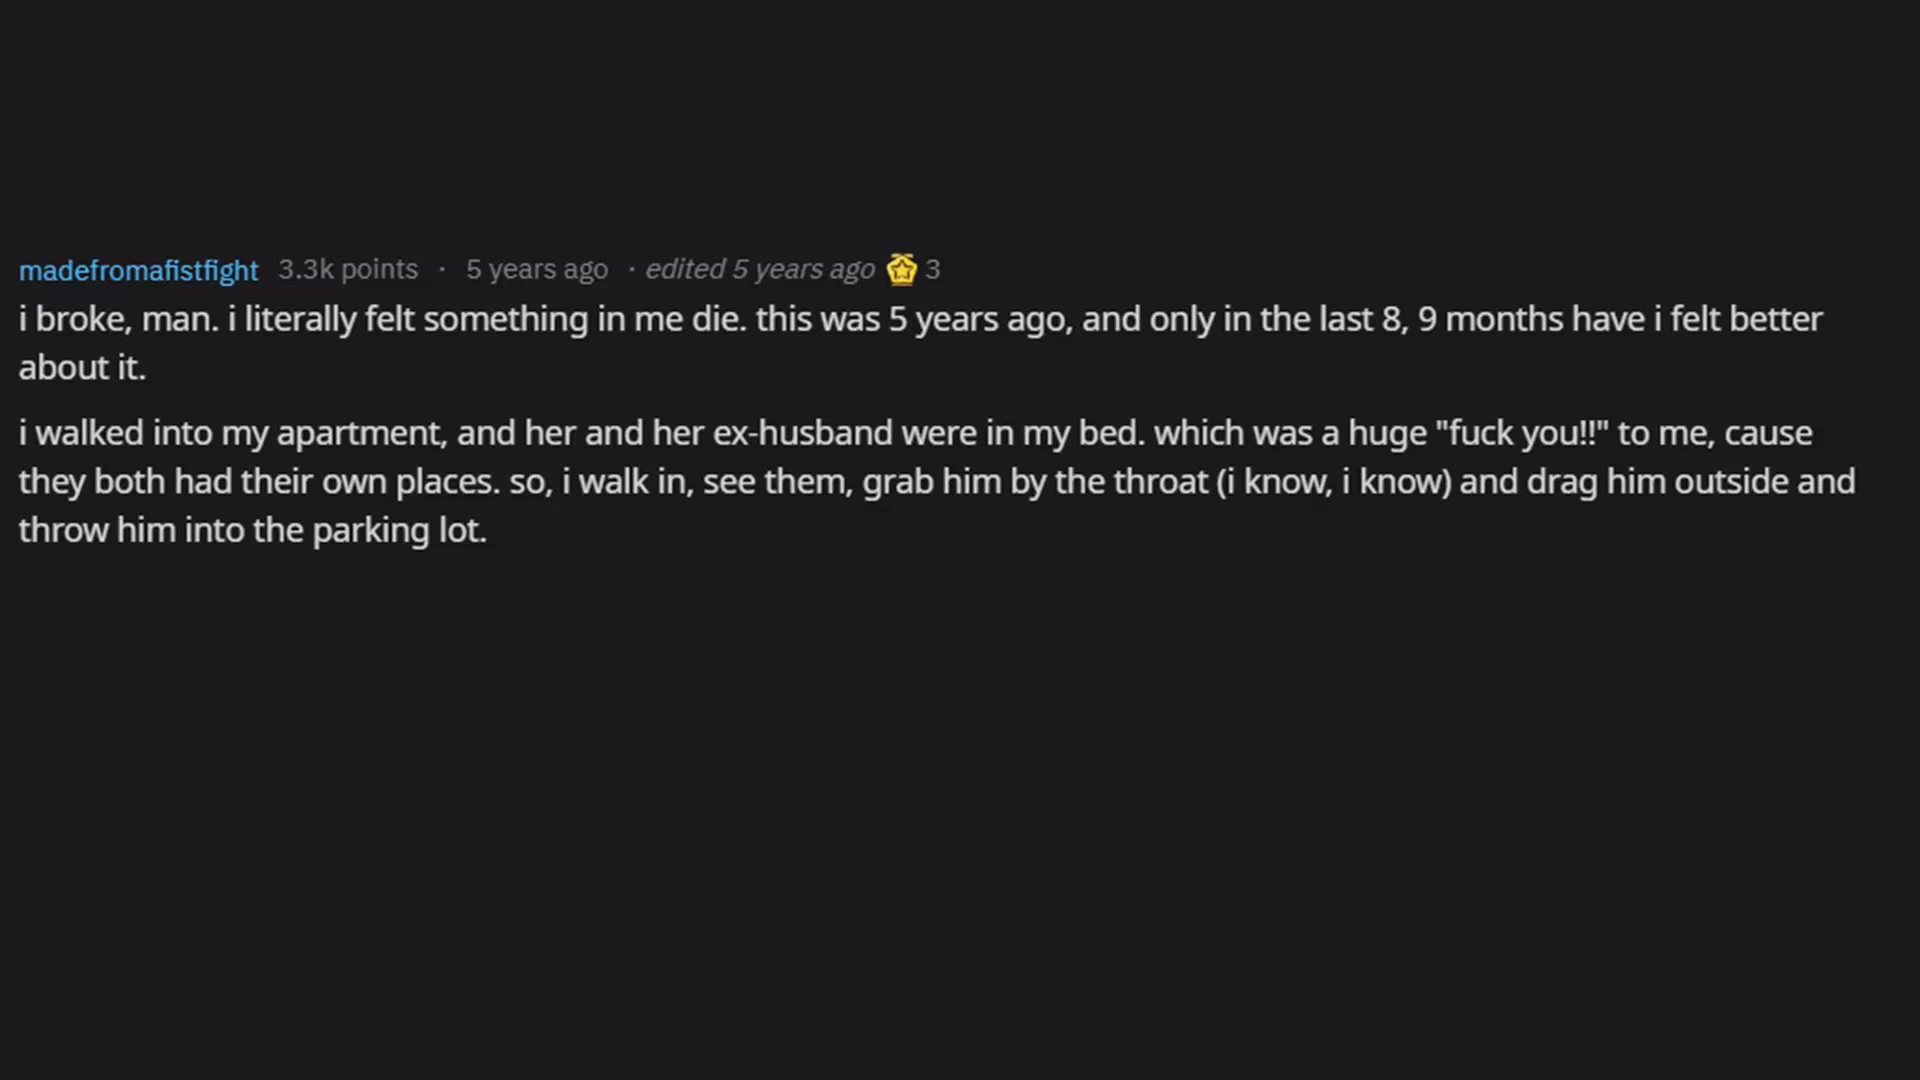 madefromafistfight 3.3k points · 5 years ago · edited 5 years ago 3
i broke, man. i literally felt something in me die. this was 5 years ago, and only in the last 8, 9 months have i felt better
about it.
i walked into my apartment, and her and her ex-husband were in my bed. which was a huge "fuck you!!" to me, cause
they both had their own places. so, i walk in, see them, grab him by the throat (i know, i know) and drag him outside and
throw him into the parking lot.